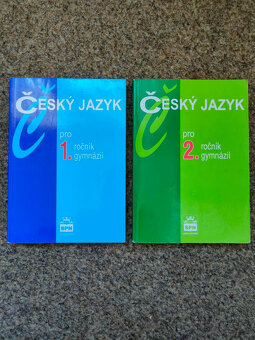 ČESKÝ JAZYK
pro
1. ročník
gymnázií
SPN
ČESKÝ JAZYK
pro
2. ročník
gymnázií
SPN